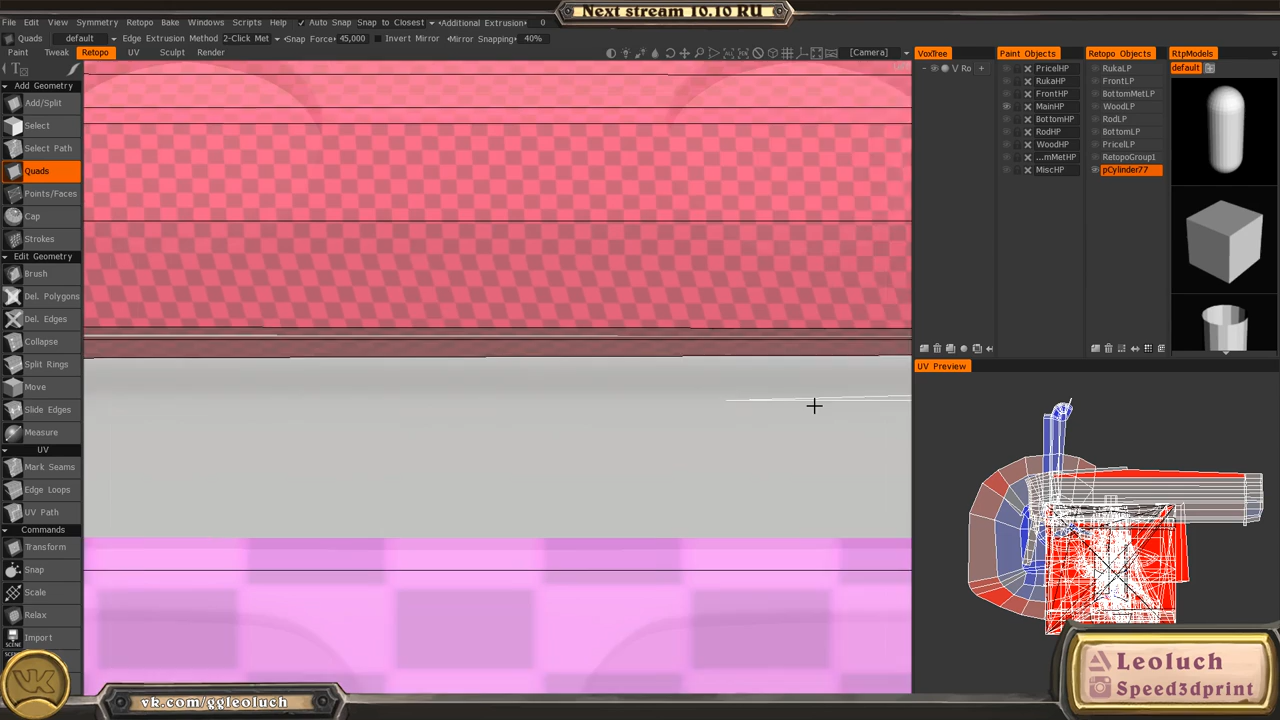 Next stream 10.10 RU
File Edit View Symmetry Retopo Bake Windows Scripts Help Auto Snap Snap to Closest Additional Extrusion 0
Quads default Edge Extrusion Method 2-Click Met Snap Force 45,000 Invert Mirror Mirror Snapping 40%
Paint Tweak Retopo UV Sculpt Render [Camera]
VoxTree Paint Objects Retopo Objects RtpModels
V Ro + PricelHP RukaLP default
RukaHP FrontLP
FrontHP BottomMetLP
MainHP WoodLP
BottomHP RodLP
RodHP BottomLP
WoodHP PricelLP
...mMetHP RetopoGroup1
MiscHP pCylinder77
Add Geometry
Add/Split
Select
Select Path
Quads
Points/Faces
Cap
Strokes
Edit Geometry
Brush
Del. Polygons
Del. Edges
Collapse
Split Rings
Move
Slide Edges
Measure
UV
Mark Seams
Edge Loops
UV Path
Commands
Transform
Snap
Scale
Relax
Import
SCENE
UV Preview
vk.com/ggleoluch
Leoluch
Speed3dprint